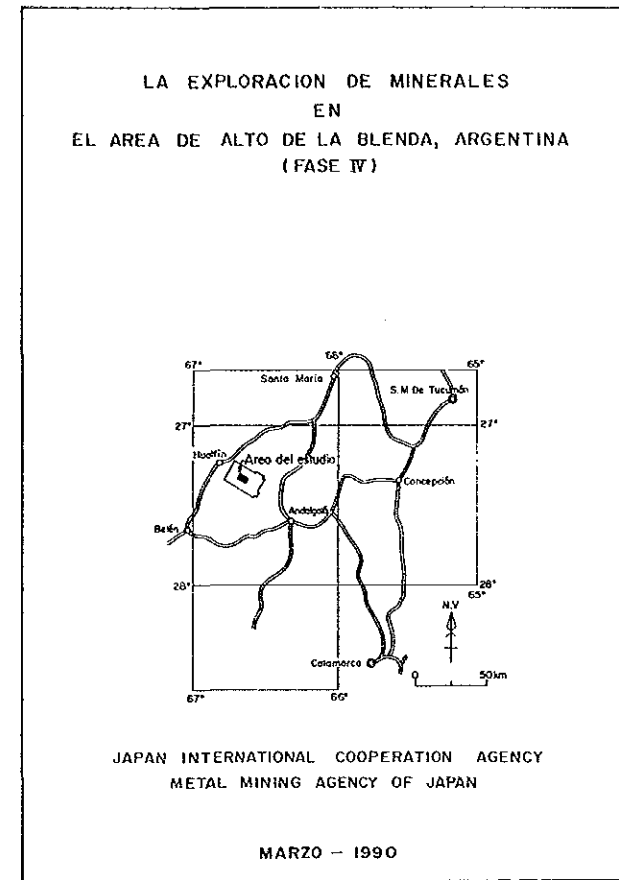 LA EXPLORACION DE MINERALES
EN
EL AREA DE ALTO DE LA BLENDA, ARGENTINA
(FASE IV)
67°
66°
65°
Santa María
S.M De Tucumán
27°
27°
Hualfín
Area del estudio
Concepción
Andalgalá
Belén
28°
28°
65°
N.V
Catamarca
0 50km
67°
66°
JAPAN INTERNATIONAL COOPERATION AGENCY
METAL MINING AGENCY OF JAPAN
MARZO – 1990